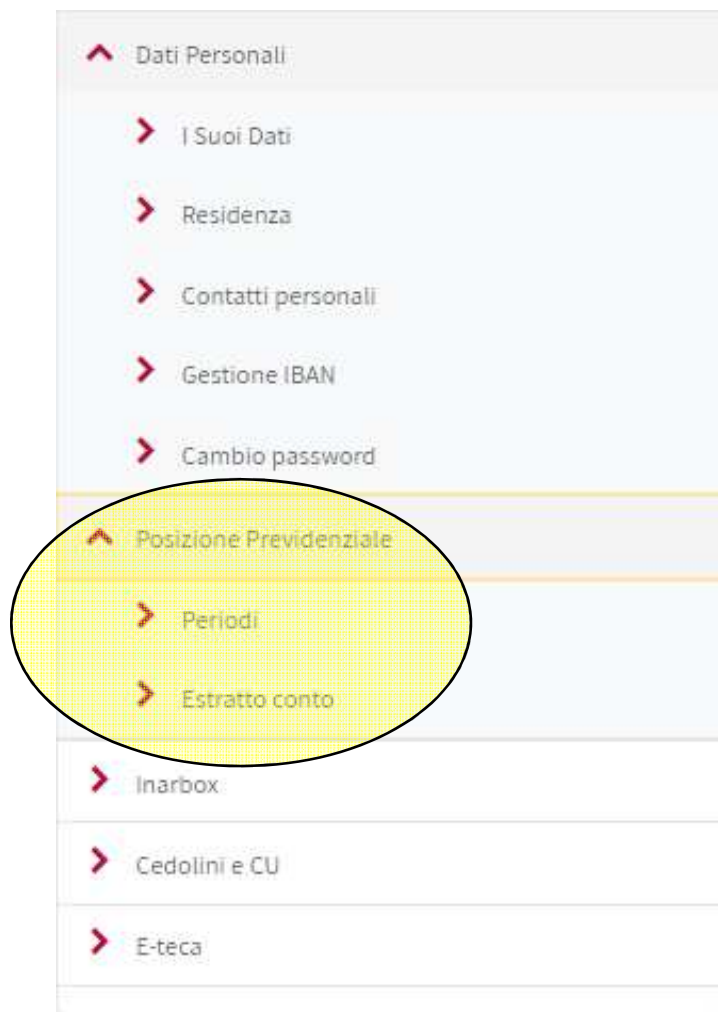 Dati Personali
I Suoi Dati
Residenza
Contatti personali
Gestione IBAN
Cambio password
Posizione Previdenziale
Periodi
Estratto conto
Inarbox
Cedolini e CU
E-teca